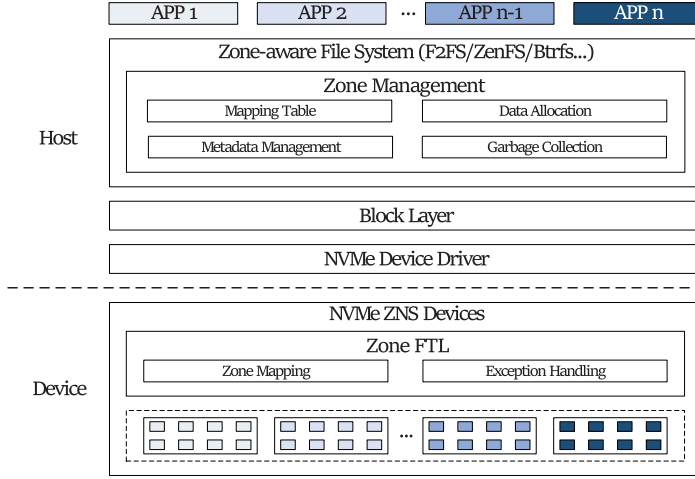 APP 1 APP 2 ... APP n-1 APP n
Zone-aware File System (F2FS/ZenFS/Btrfs...)
Zone Management
Mapping Table Data Allocation
Host
Metadata Management Garbage Collection
Block Layer
NVMe Device Driver
NVMe ZNS Devices
Zone FTL
Zone Mapping Exception Handling
Device
...